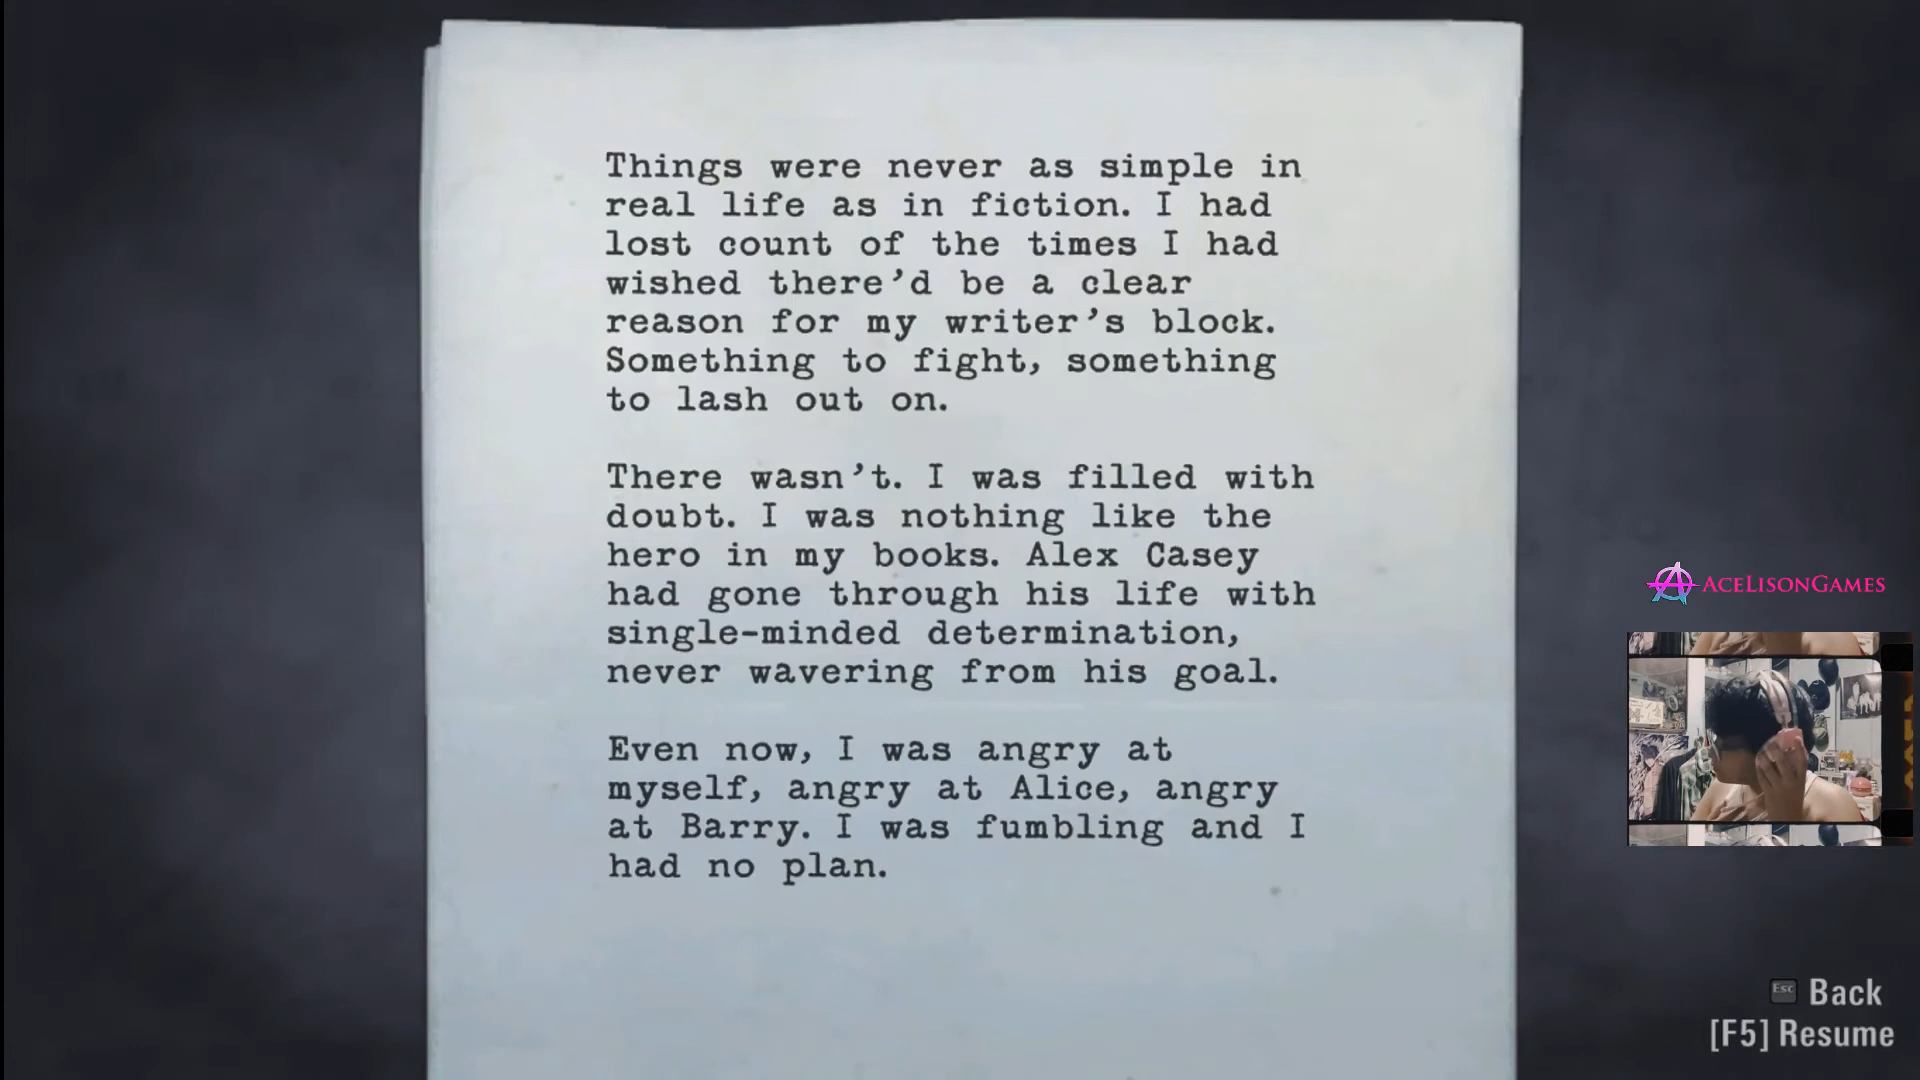 Things were never as simple in
real life as in fiction. I had
lost count of the times I had
wished there’d be a clear
reason for my writer’s block.
Something to fight, something
to lash out on.
There wasn’t. I was filled with
doubt. I was nothing like the
hero in my books. Alex Casey
had gone through his life with
single-minded determination,
never wavering from his goal.
Even now, I was angry at
myself, angry at Alice, angry
at Barry. I was fumbling and I
had no plan.
ACELISONGAMES
Esc Back
[F5] Resume